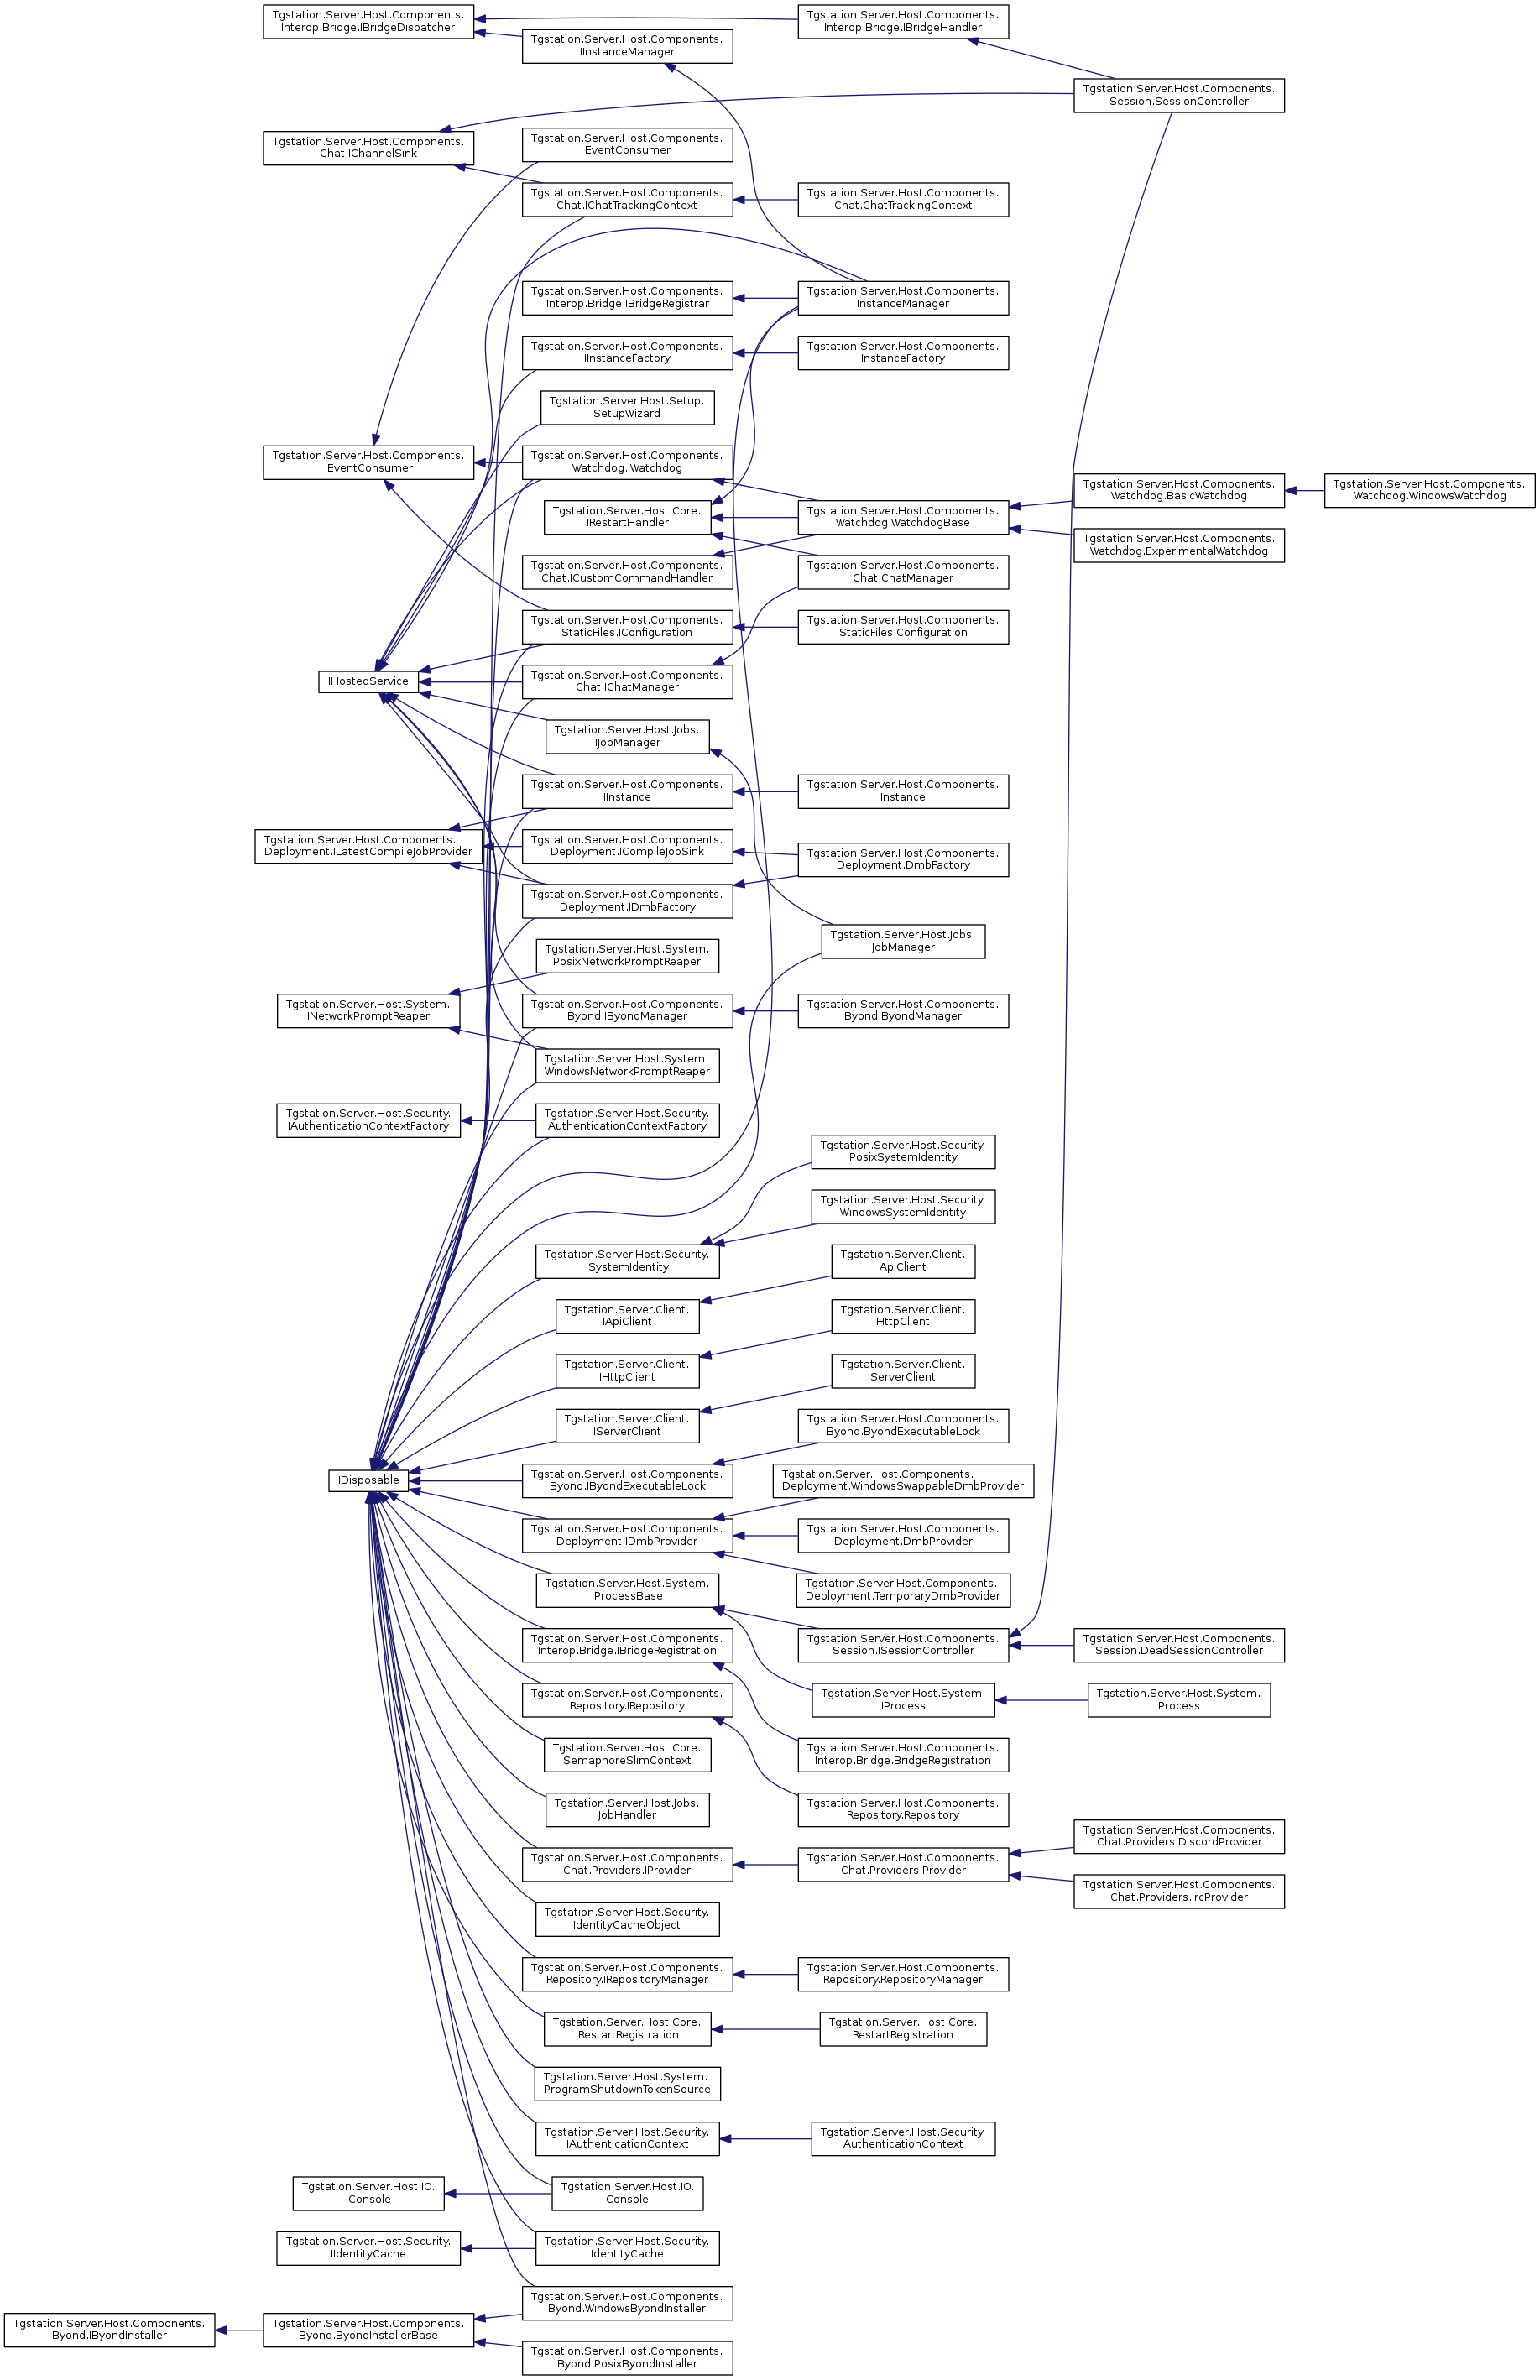 Tgstation.Server.Host.Components.
Interop.Bridge.IBridgeDispatcher
Tgstation.Server.Host.Components.
Interop.Bridge.IBridgeHandler
Tgstation.Server.Host.Components.
IInstanceManager
Tgstation.Server.Host.Components.
Session.SessionController
Tgstation.Server.Host.Components.
Chat.IChannelSink
Tgstation.Server.Host.Components.
EventConsumer
Tgstation.Server.Host.Components.
Chat.IChatTrackingContext
Tgstation.Server.Host.Components.
Chat.ChatTrackingContext
Tgstation.Server.Host.Components.
Interop.Bridge.IBridgeRegistrar
Tgstation.Server.Host.Components.
InstanceManager
Tgstation.Server.Host.Components.
IInstanceFactory
Tgstation.Server.Host.Components.
InstanceFactory
Tgstation.Server.Host.Setup.
SetupWizard
Tgstation.Server.Host.Components.
IEventConsumer
Tgstation.Server.Host.Components.
Watchdog.IWatchdog
Tgstation.Server.Host.Components.
Watchdog.BasicWatchdog
Tgstation.Server.Host.Components.
Watchdog.WindowsWatchdog
Tgstation.Server.Host.Core.
IRestartHandler
Tgstation.Server.Host.Components.
Watchdog.WatchdogBase
Tgstation.Server.Host.Components.
Watchdog.ExperimentalWatchdog
Tgstation.Server.Host.Components.
Chat.ICustomCommandHandler
Tgstation.Server.Host.Components.
Chat.ChatManager
Tgstation.Server.Host.Components.
StaticFiles.IConfiguration
Tgstation.Server.Host.Components.
StaticFiles.Configuration
IHostedService
Tgstation.Server.Host.Components.
Chat.IChatManager
Tgstation.Server.Host.Jobs.
IJobManager
Tgstation.Server.Host.Components.
IInstance
Tgstation.Server.Host.Components.
Instance
Tgstation.Server.Host.Components.
Deployment.ILatestCompileJobProvider
Tgstation.Server.Host.Components.
Deployment.ICompileJobSink
Tgstation.Server.Host.Components.
Deployment.DmbFactory
Tgstation.Server.Host.Components.
Deployment.IDmbFactory
Tgstation.Server.Host.Jobs.
JobManager
Tgstation.Server.Host.System.
PosixNetworkPromptReaper
Tgstation.Server.Host.System.
INetworkPromptReaper
Tgstation.Server.Host.Components.
Byond.IByondManager
Tgstation.Server.Host.Components.
Byond.ByondManager
Tgstation.Server.Host.System.
WindowsNetworkPromptReaper
Tgstation.Server.Host.Security.
IAuthenticationContextFactory
Tgstation.Server.Host.Security.
AuthenticationContextFactory
Tgstation.Server.Host.Security.
PosixSystemIdentity
Tgstation.Server.Host.Security.
WindowsSystemIdentity
Tgstation.Server.Host.Security.
ISystemIdentity
Tgstation.Server.Client.
ApiClient
Tgstation.Server.Client.
IApiClient
Tgstation.Server.Client.
HttpClient
Tgstation.Server.Client.
IHttpClient
Tgstation.Server.Client.
ServerClient
Tgstation.Server.Client.
IServerClient
Tgstation.Server.Host.Components.
Byond.ByondExecutableLock
IDisposable
Tgstation.Server.Host.Components.
Byond.IByondExecutableLock
Tgstation.Server.Host.Components.
Deployment.WindowsSwappableDmbProvider
Tgstation.Server.Host.Components.
Deployment.IDmbProvider
Tgstation.Server.Host.Components.
Deployment.DmbProvider
Tgstation.Server.Host.System.
IProcessBase
Tgstation.Server.Host.Components.
Deployment.TemporaryDmbProvider
Tgstation.Server.Host.Components.
Interop.Bridge.IBridgeRegistration
Tgstation.Server.Host.Components.
Session.ISessionController
Tgstation.Server.Host.Components.
Session.DeadSessionController
Tgstation.Server.Host.Components.
Repository.IRepository
Tgstation.Server.Host.System.
IProcess
Tgstation.Server.Host.System.
Process
Tgstation.Server.Host.Core.
SemaphoreSlimContext
Tgstation.Server.Host.Components.
Interop.Bridge.BridgeRegistration
Tgstation.Server.Host.Jobs.
JobHandler
Tgstation.Server.Host.Components.
Repository.Repository
Tgstation.Server.Host.Components.
Chat.Providers.DiscordProvider
Tgstation.Server.Host.Components.
Chat.Providers.IProvider
Tgstation.Server.Host.Components.
Chat.Providers.Provider
Tgstation.Server.Host.Components.
Chat.Providers.IrcProvider
Tgstation.Server.Host.Security.
IdentityCacheObject
Tgstation.Server.Host.Components.
Repository.IRepositoryManager
Tgstation.Server.Host.Components.
Repository.RepositoryManager
Tgstation.Server.Host.Core.
IRestartRegistration
Tgstation.Server.Host.Core.
RestartRegistration
Tgstation.Server.Host.System.
ProgramShutdownTokenSource
Tgstation.Server.Host.Security.
IAuthenticationContext
Tgstation.Server.Host.Security.
AuthenticationContext
Tgstation.Server.Host.IO.
IConsole
Tgstation.Server.Host.IO.
Console
Tgstation.Server.Host.Security.
IIdentityCache
Tgstation.Server.Host.Security.
IdentityCache
Tgstation.Server.Host.Components.
Byond.WindowsByondInstaller
Tgstation.Server.Host.Components.
Byond.IByondInstaller
Tgstation.Server.Host.Components.
Byond.ByondInstallerBase
Tgstation.Server.Host.Components.
Byond.PosixByondInstaller